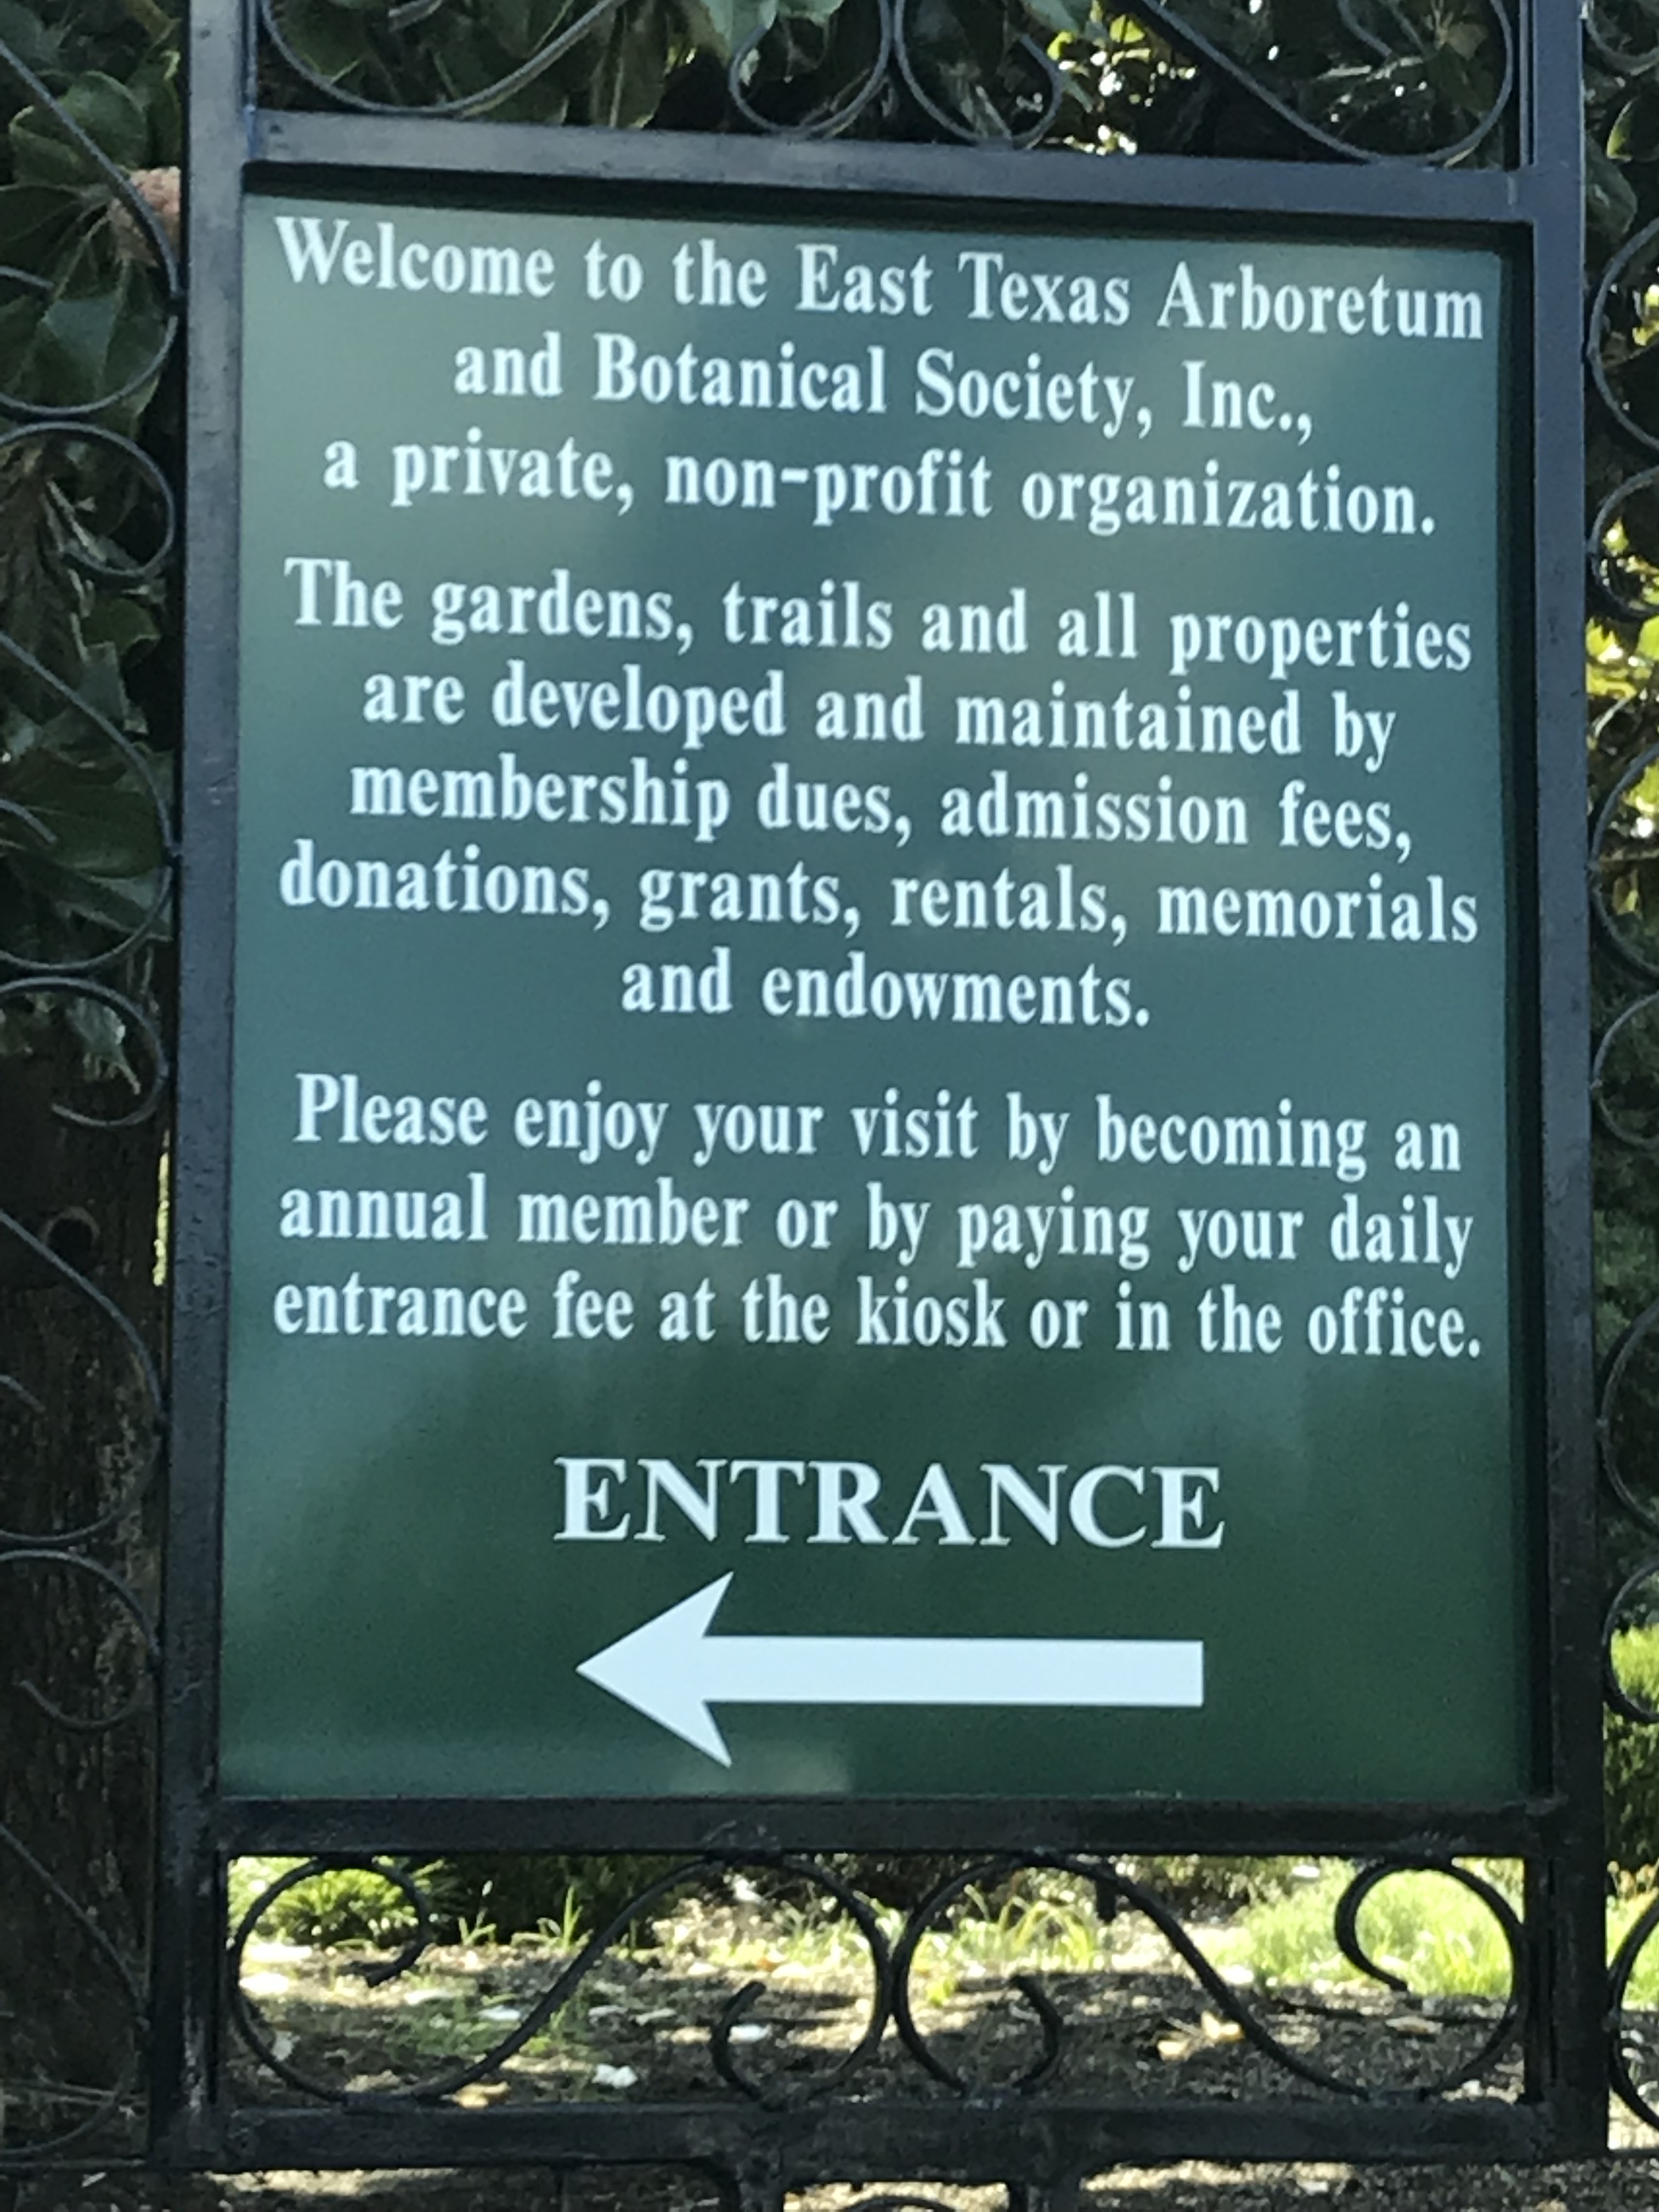 Welcome to the East Texas Arboretum
and Botanical Society, Inc.,
a private, non-profit organization.
The gardens, trails and all properties
are developed and maintained by
membership dues, admission fees,
donations, grants, rentals, memorials
and endowments.
Please enjoy your visit by becoming an
annual member or by paying your daily
entrance fee at the kiosk or in the office.
ENTRANCE